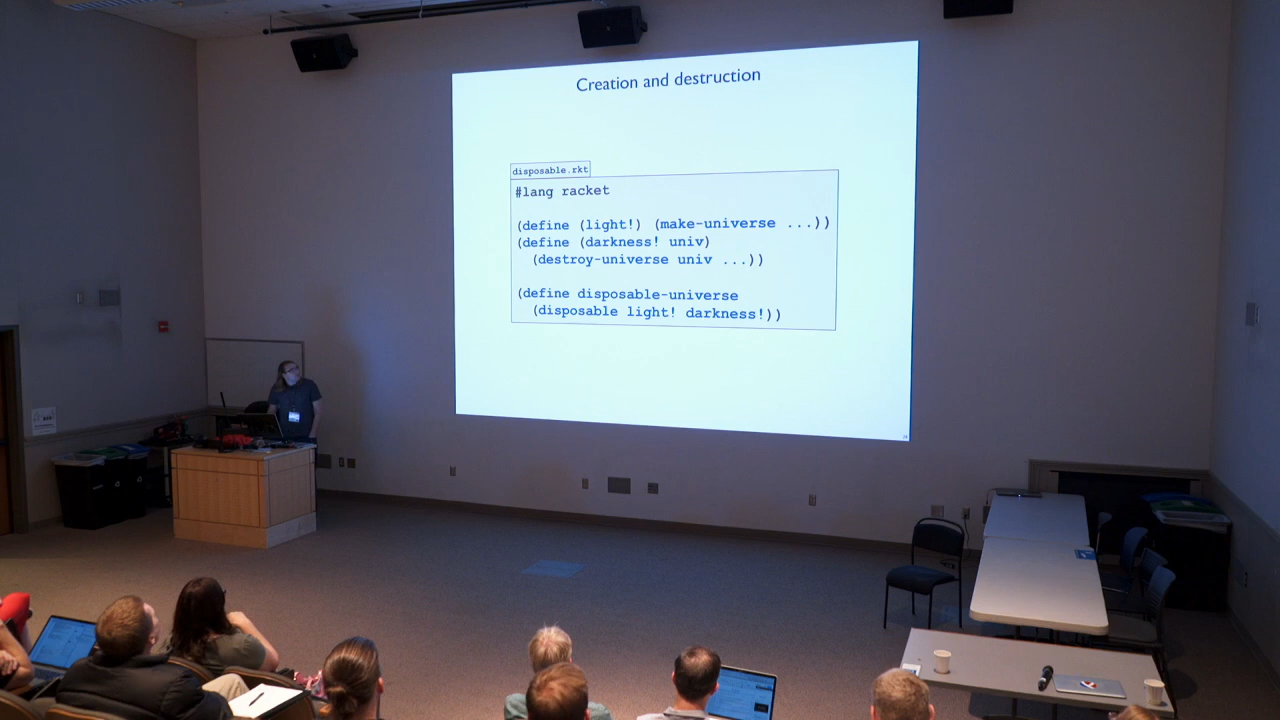 Creation and destruction
disposable.rkt
#lang racket
(define (light!) (make-universe ...))
(define (darkness! univ)
(destroy-universe univ ...))
(define disposable-universe
(disposable light! darkness!))